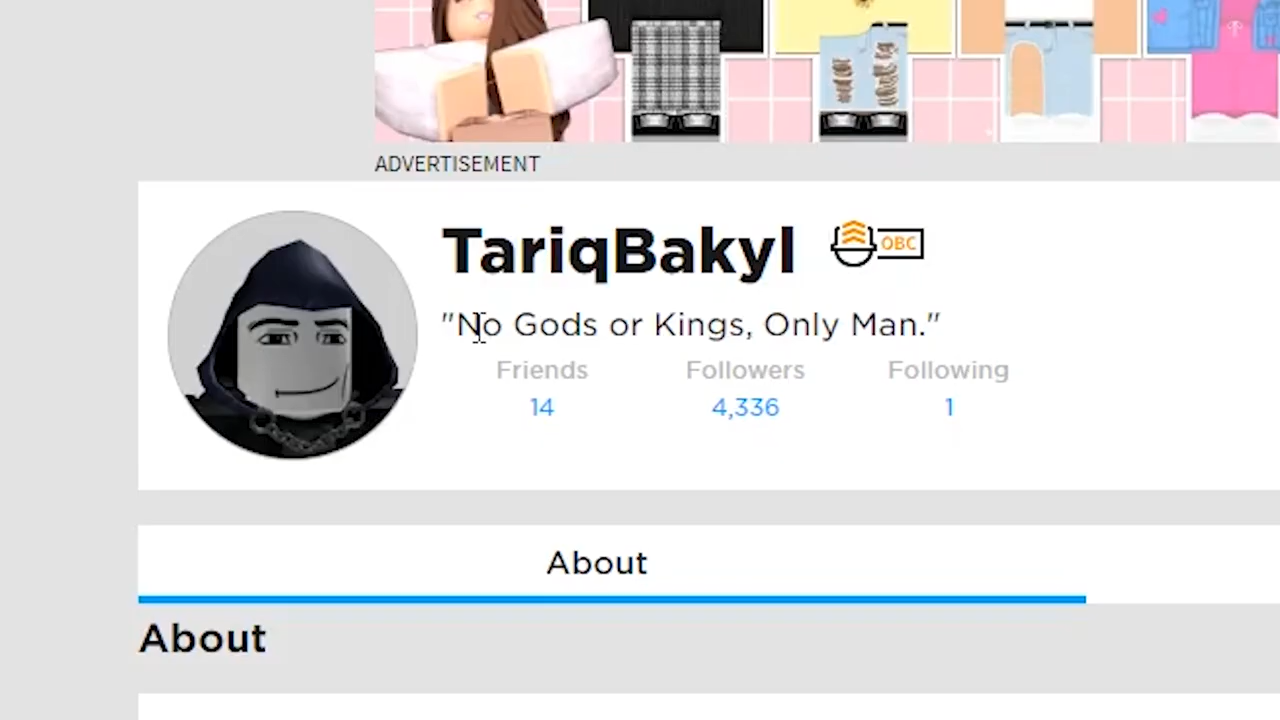 ADVERTISEMENT
TariqBakyl OBC
"No Gods or Kings, Only Man."
Friends Followers Following
14 4,336 1
About
About